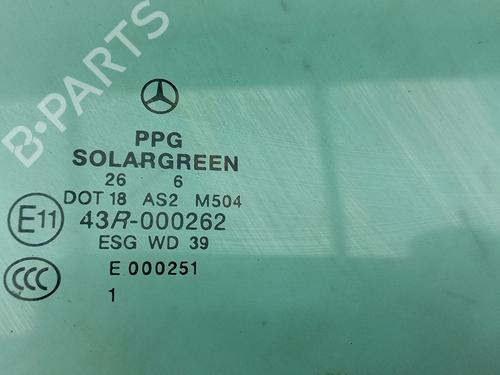 B-PARTS
PPG
SOLARGREEN
26 6
DOT 18 AS2 M504
E11 43R-000262
ESG WD 39
CCC E 000251
1